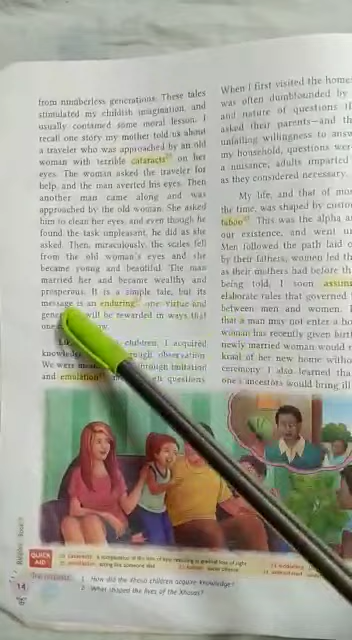 from numberless generations. These tales
stimulated my childish imagination, and
usually contained some moral lesson. I
recall one story my mother told us about
a traveler who was approached by an old
woman with terrible cataracts on her
eyes. The woman asked the traveler for
help, and the man averted his eyes. Then
another man came along and was
approached by the old woman. She asked
him to clean her eyes, and even though he
found the task unpleasant, he did as she
asked. Then, miraculously, the scales fell
from the old woman's eyes and she
became young and beautiful. The man
married her and became wealthy and
prosperous. It is a simple tale, but its
message is an enduring one: virtue and
will be rewarded in ways that
one
children, I acquired
through observation.
We were through imitation
and emulation questions
When I first visited the home
was often dumbfounded by
and nature of questions
asked their parents—and the
unfailing willingness to answ
my household, questions were
a nuisance, adults imparted
as they considered necessary.
My life, and that of mos
the time, was shaped by custo
taboo. This was the alpha an
our existence, and went un
Men followed the path laid
by their fathers; women led th
as their mothers had before th
being told, I soon assum
elaborate rules that governed
between men and women. I
that a man may not enter a ho
woman has recently given birt
newly married woman would
kraal of her new home witho
ceremony. I also learned tha
one's ancestors would bring ill
QUICK
AID
14
1 How did the Xhosa children acquire knowledge?
2 What shaped the lives of the Xhosas?